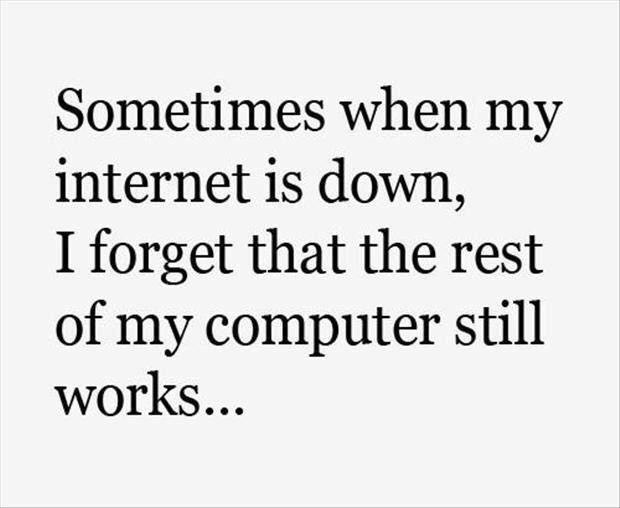 Sometimes when my
internet is down,
I forget that the rest
of my computer still
works...